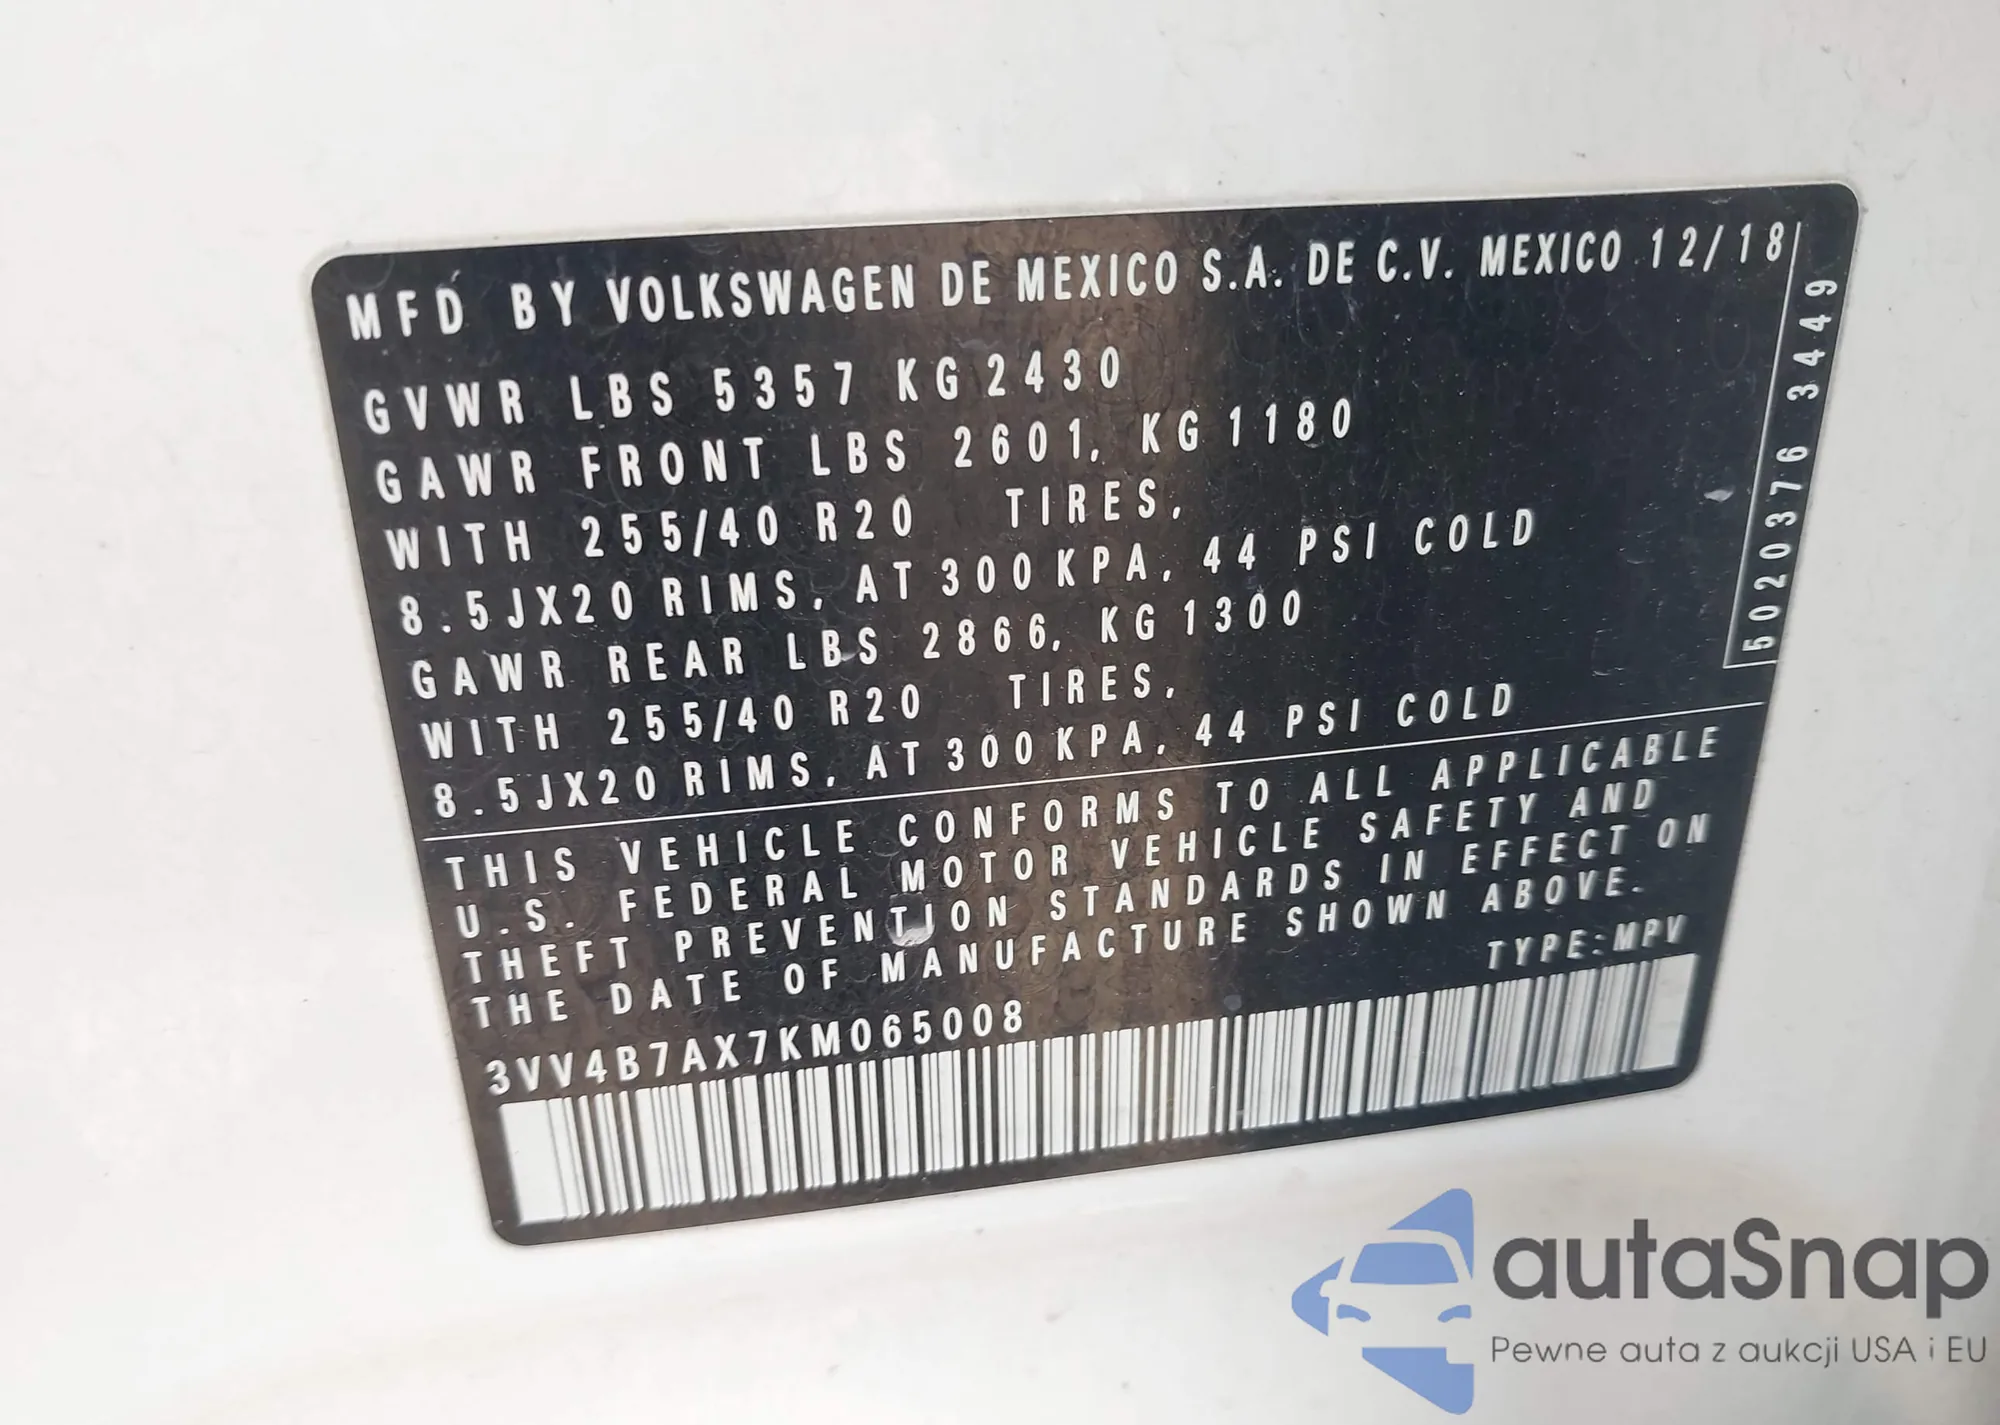 MFD BY VOLKSWAGEN DE MEXICO S.A. DE C.V. MEXICO 12/18
GVWR LBS 5357 KG 2430
GAWR FRONT LBS 2601, KG 1180
WITH 255/40 R20 TIRES,
8.5JX20 RIMS, AT 300 KPA, 44 PSI COLD
GAWR REAR LBS 2866, KG 1300
WITH 255/40 R20 TIRES,
8.5JX20 RIMS, AT 300 KPA, 44 PSI COLD
5020376 3449
THIS VEHICLE CONFORMS TO ALL APPLICABLE
U.S. FEDERAL MOTOR VEHICLE SAFETY AND
THEFT PREVENTION STANDARDS IN EFFECT ON
THE DATE OF MANUFACTURE SHOWN ABOVE.
TYPE:MPV
3VV4B7AX7KM065008
autaSnap
Pewne auta z aukcji USA i EU